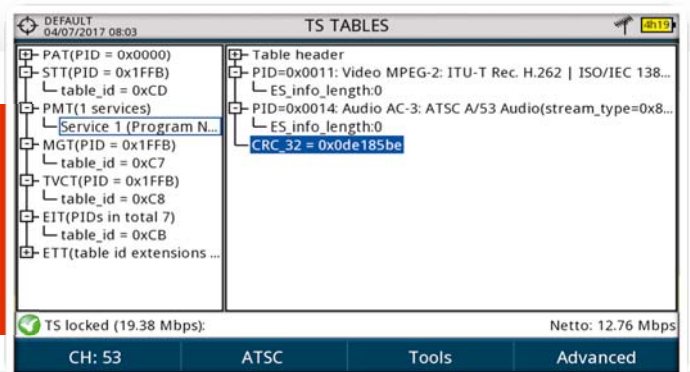 DEFAULT
04/07/2017 08:03
TS TABLES
4h19
PAT(PID = 0x0000)
STT(PID = 0x1FFB)
table_id = 0xCD
PMT(1 services)
Service 1 (Program N...
MGT(PID = 0x1FFB)
table_id = 0xC7
TVCT(PID = 0x1FFB)
table_id = 0xC8
EIT(PIDs in total 7)
table_id = 0xCB
ETT(table id extensions ...
Table header
PID=0x0011: Video MPEG-2: ITU-T Rec. H.262 | ISO/IEC 138...
ES_info_length:0
PID=0x0014: Audio AC-3: ATSC A/53 Audio(stream_type=0x8...
ES_info_length:0
CRC_32 = 0x0de185be
TS locked (19.38 Mbps):
Netto: 12.76 Mbps
CH: 53
ATSC
Tools
Advanced